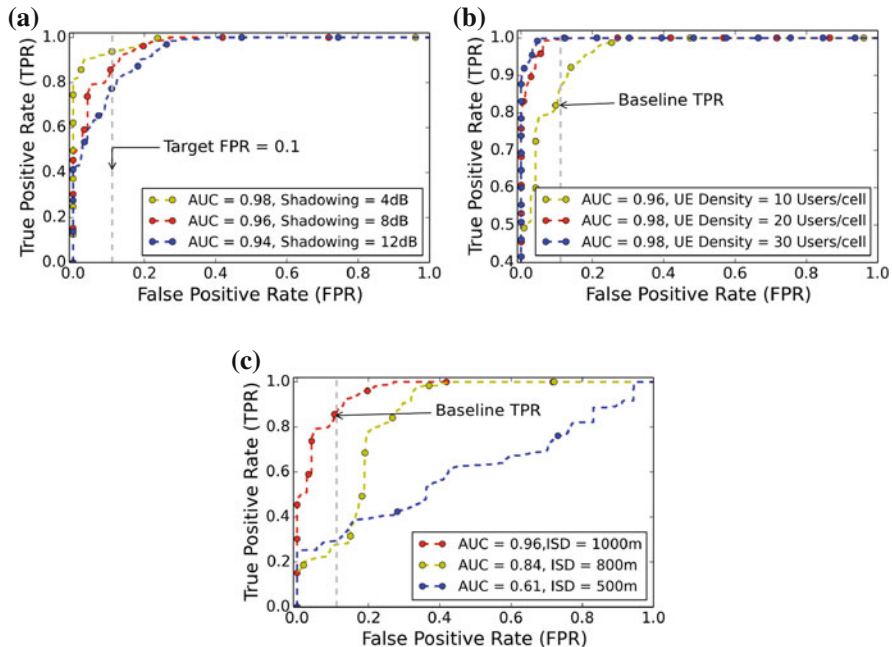 (a)
True Positive Rate (TPR)
1.0
0.8
0.6
0.4
0.2
0.0
Target FPR = 0.1
AUC = 0.98, Shadowing = 4dB
AUC = 0.96, Shadowing = 8dB
AUC = 0.94, Shadowing = 12dB
0.0 0.2 0.4 0.6 0.8 1.0
False Positive Rate (FPR)
(b)
True Positive Rate (TPR)
1.0
0.9
0.8
0.7
0.6
0.5
0.4
Baseline TPR
AUC = 0.96, UE Density = 10 Users/cell
AUC = 0.98, UE Density = 20 Users/cell
AUC = 0.98, UE Density = 30 Users/cell
0.0 0.2 0.4 0.6 0.8 1.0
False Positive Rate (FPR)
(c)
True Positive Rate (TPR)
1.0
0.8
0.6
0.4
0.2
0.0
Baseline TPR
AUC = 0.96,ISD = 1000m
AUC = 0.84, ISD = 800m
AUC = 0.61, ISD = 500m
0.0 0.2 0.4 0.6 0.8 1.0
False Positive Rate (FPR)